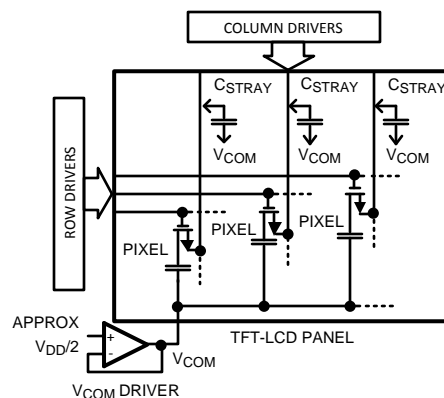 COLUMN DRIVERS
CSTRAY CSTRAY CSTRAY
VCOM VCOM VCOM
ROW DRIVERS
PIXEL PIXEL PIXEL
APPROX
VDD/2
+
-
VCOM
TFT-LCD PANEL
VCOM DRIVER